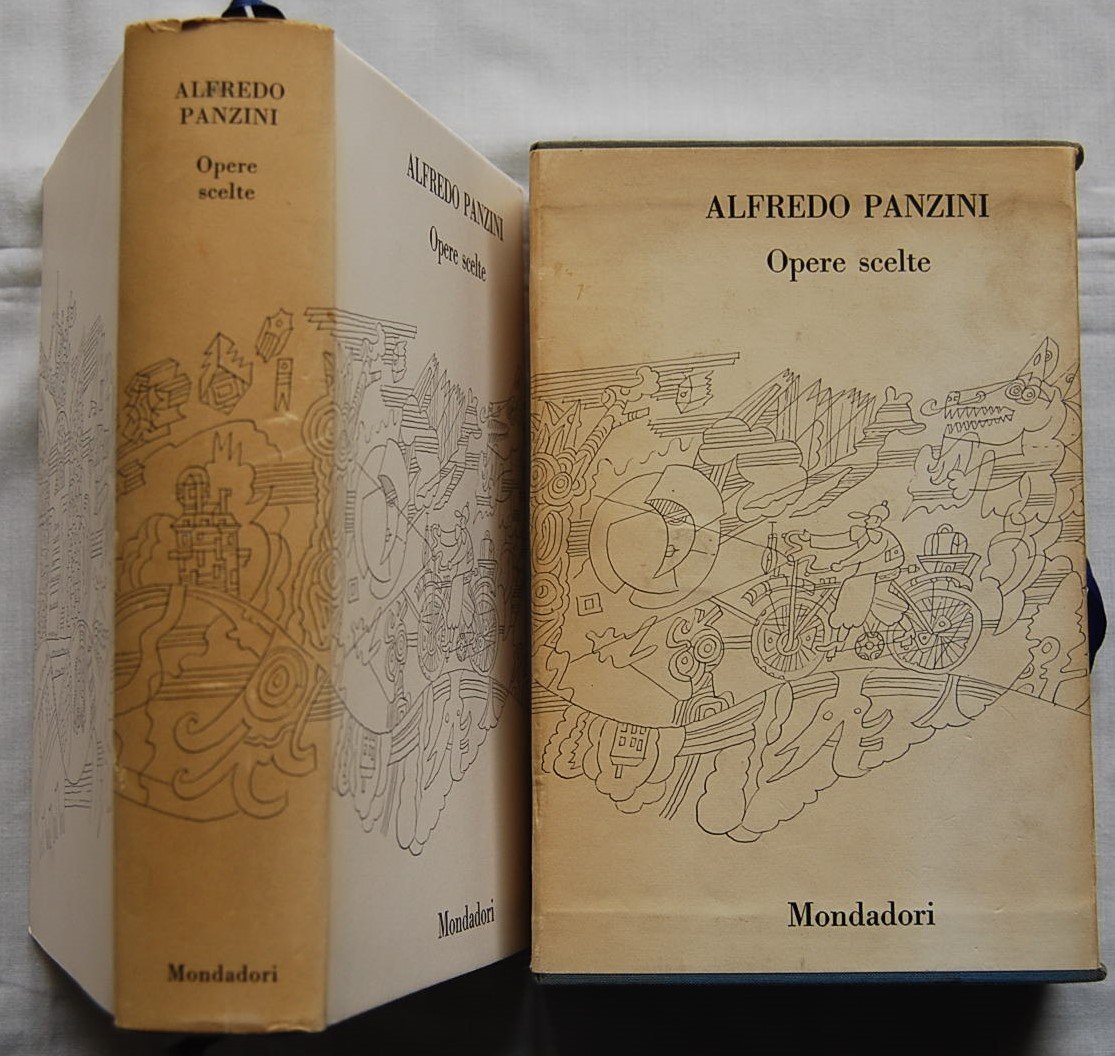 ALFREDO
PANZINI
Opere
scelte
Mondadori
ALFREDO PANZINI
Opere scelte
Mondadori
ALFREDO PANZINI
Opere scelte
Mondadori